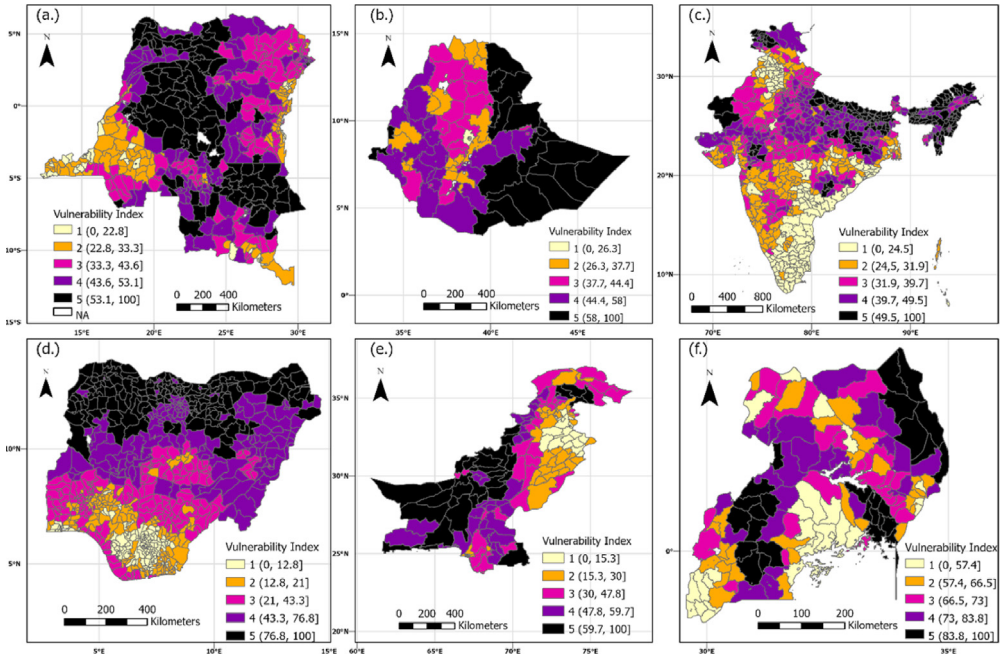 (a.)
N
5°N
0°
5°S
10°S
15°S
15°E
20°E
25°E
30°E
Vulnerability Index
1 (0, 22.8]
2 (22.8, 33.3]
3 (33.3, 43.6]
4 (43.6, 53.1]
5 (53.1, 100]
NA
0 200 400
Kilometers
(b.)
N
15°N
10°N
5°N
0°
35°E
40°E
45°E
Vulnerability Index
1 (0, 26.3]
2 (26.3, 37.7]
3 (37.7, 44.4]
4 (44.4, 58]
5 (58, 100]
0 200 400
Kilometers
(c.)
N
30°N
20°N
10°N
70°E
80°E
90°E
Vulnerability Index
1 (0, 24.5]
2 (24,5, 31.9]
3 (31.9, 39.7]
4 (39.7, 49.5]
5 (49.5, 100]
0 400 800
Kilometers
(d.)
N
10°N
5°N
5°E
10°E
15°E
Vulnerability Index
1 (0, 12.8]
2 (12.8, 21]
3 (21, 43.3]
4 (43.3, 76.8]
5 (76.8, 100]
0 200 400
Kilometers
(e.)
N
35°N
30°N
25°N
20°N
60°E
65°E
70°E
75°E
Vulnerability Index
1 (0, 15.3]
2 (15.3, 30]
3 (30, 47.8]
4 (47.8, 59.7]
5 (59.7, 100]
0 200 400
Kilometers
(f.)
N
0°
30°E
35°E
Vulnerability Index
1 (0, 57.4]
2 (57.4, 66.5]
3 (66.5, 73]
4 (73, 83.8]
5 (83.8, 100]
0 100 200
Kilometers